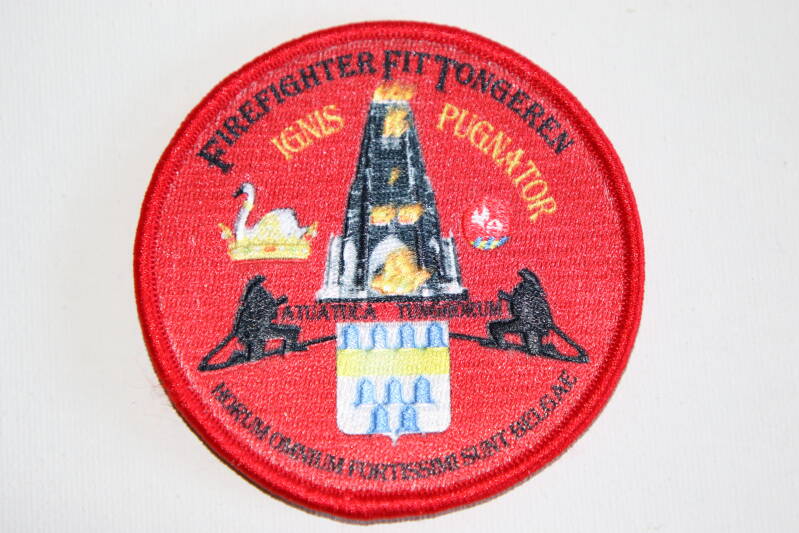 FIREFIGHTER FIT TONGEREN
IGNIS PUGNATOR
ATUATUCA TUNGRORUM
HORUM OMNIUM FORTISSIMI SUNT BELGAE